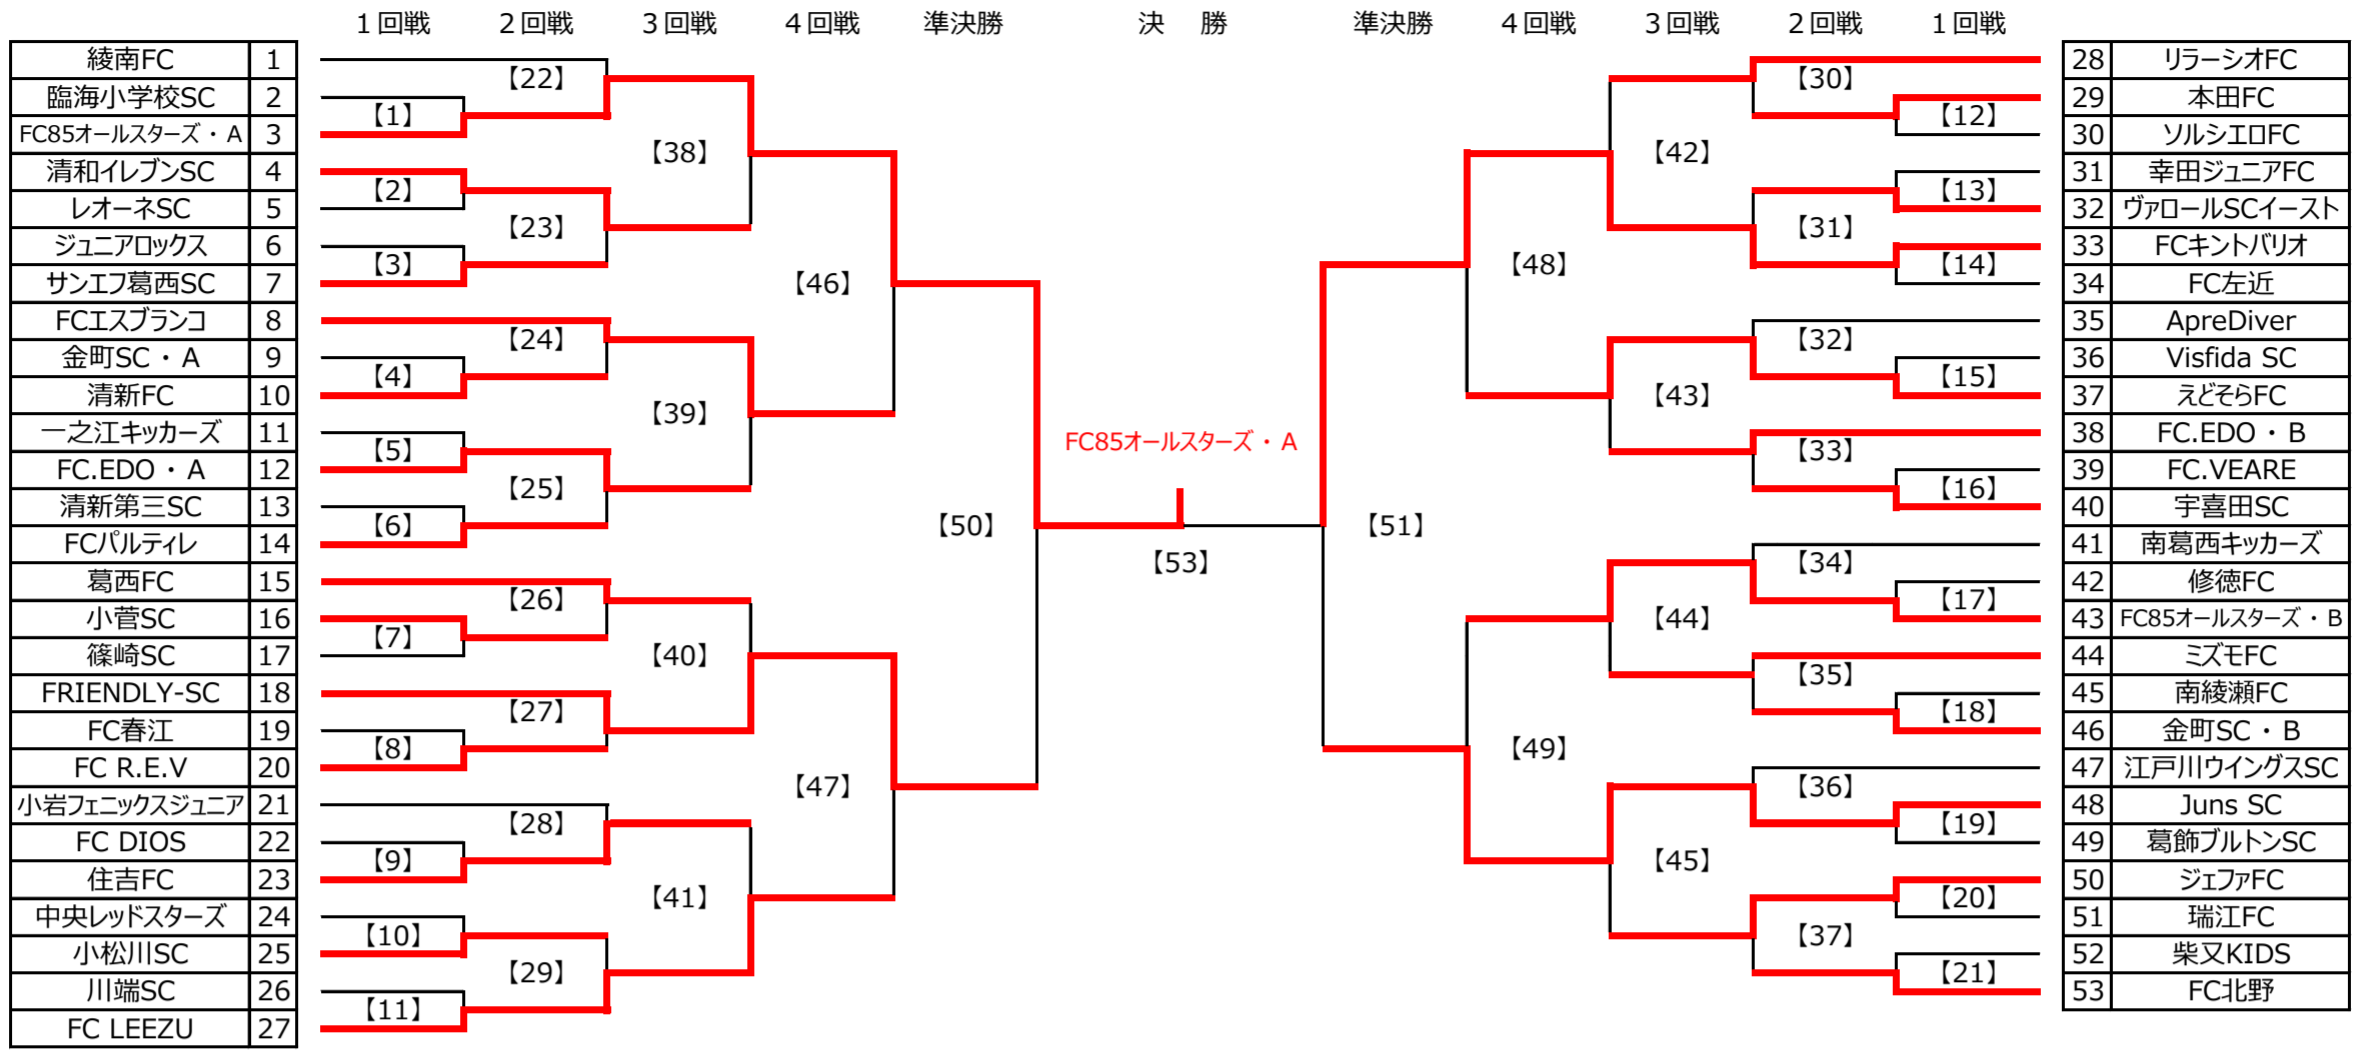 １回戦 ２回戦 ３回戦 ４回戦 準決勝 決　勝 準決勝 ４回戦 ３回戦 ２回戦 １回戦
綾南FC 1
臨海小学校SC 2
FC85オールスターズ・A 3
清和イレブンSC 4
レオーネSC 5
ジュニアロックス 6
サンエフ葛西SC 7
FCエスブランコ 8
金町SC・A 9
清新FC 10
一之江キッカーズ 11
FC.EDO・A 12
清新第三SC 13
FCパルティレ 14
葛西FC 15
小菅SC 16
篠崎SC 17
FRIENDLY-SC 18
FC春江 19
FC R.E.V 20
小岩フェニックスジュニア 21
FC DIOS 22
住吉FC 23
中央レッドスターズ 24
小松川SC 25
川端SC 26
FC LEEZU 27
【1】
【2】
【3】
【4】
【5】
【6】
【7】
【8】
【9】
【10】
【11】
【22】
【23】
【24】
【25】
【26】
【27】
【28】
【29】
【38】
【39】
【40】
【41】
【46】
【47】
【50】
FC85オールスターズ・A
【53】
【51】
【48】
【49】
【42】
【43】
【44】
【45】
【30】
【31】
【32】
【33】
【34】
【35】
【36】
【37】
【12】
【13】
【14】
【15】
【16】
【17】
【18】
【19】
【20】
【21】
28 リラーシオFC
29 本田FC
30 ソルシエロFC
31 幸田ジュニアFC
32 ヴァロールSCイースト
33 FCキントバリオ
34 FC左近
35 ApreDiver
36 Visfida SC
37 えどそらFC
38 FC.EDO・B
39 FC.VEARE
40 宇喜田SC
41 南葛西キッカーズ
42 修徳FC
43 FC85オールスターズ・B
44 ミズモFC
45 南綾瀬FC
46 金町SC・B
47 江戸川ウイングスSC
48 Juns SC
49 葛飾ブルトンSC
50 ジェファFC
51 瑞江FC
52 柴又KIDS
53 FC北野